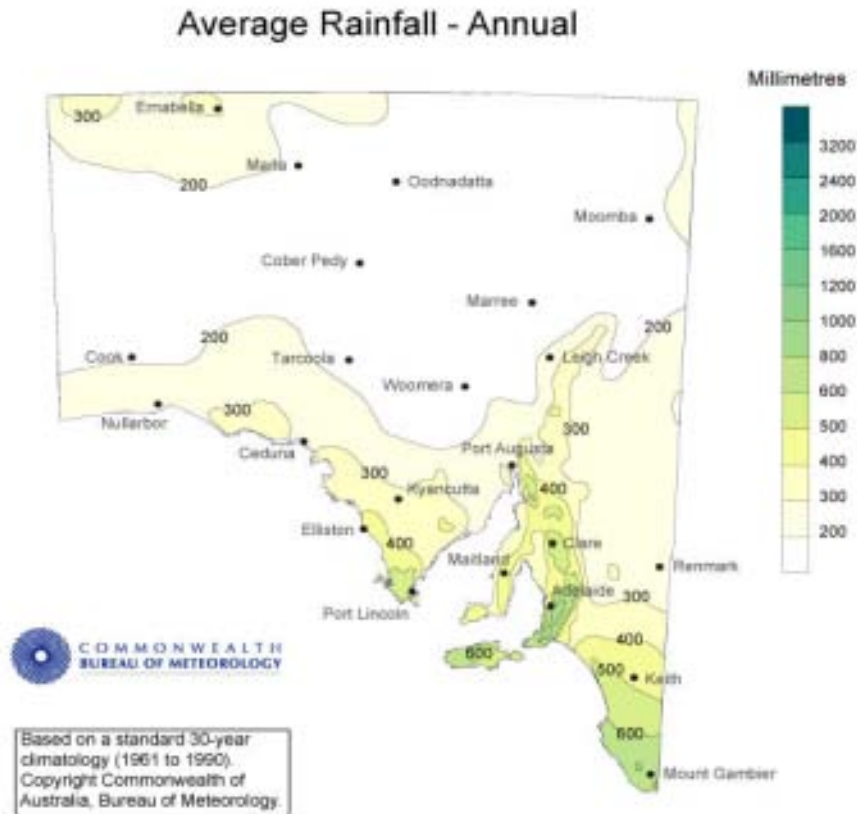 Average Rainfall - Annual
Millimetres
300
Ernabella
3200
Marla
200
Oodnadatta
2400
Moomba
2000
1600
Cober Pedy
1200
Marree
1000
200
200
Cook
Tarcoola
Leigh Creek
800
Woomera
600
Nullarbor
300
500
300
Ceduna
Port Augusta
400
300
Kyancutta
400
300
Elliston
200
400
Maitland
Clare
Renmark
Port Lincoln
Adelaide
300
COMMONWEALTH
BUREAU OF METEOROLOGY
600
400
500
Keith
600
Mount Gambier
Based on a standard 30-year
climatology (1961 to 1990).
Copyright Commonwealth of
Australia, Bureau of Meteorology.